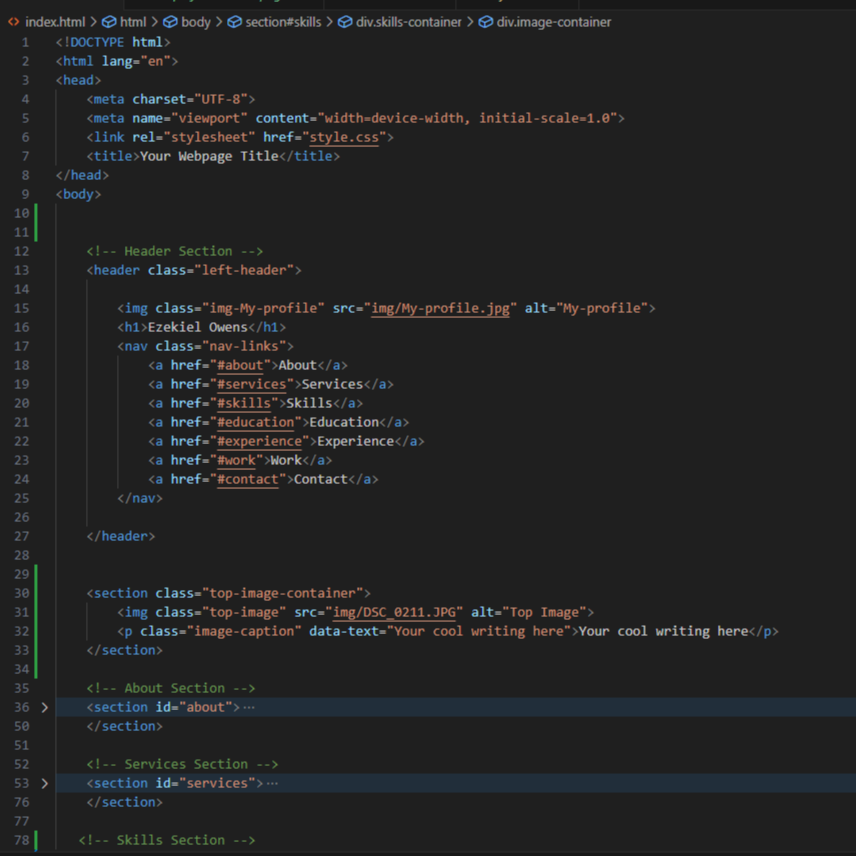 index.html > html > body > section#skills > div.skills-container > div.image-container
1 <!DOCTYPE html>
2 <html lang="en">
3 <head>
4 <meta charset="UTF-8">
5 <meta name="viewport" content="width=device-width, initial-scale=1.0">
6 <link rel="stylesheet" href="style.css">
7 <title>Your Webpage Title</title>
8 </head>
9 <body>
10
11
12 <!-- Header Section -->
13 <header class="left-header">
14
15 <img class="img-My-profile" src="img/My-profile.jpg" alt="My-profile">
16 <h1>Ezekiel Owens</h1>
17 <nav class="nav-links">
18 <a href="#about">About</a>
19 <a href="#services">Services</a>
20 <a href="#skills">Skills</a>
21 <a href="#education">Education</a>
22 <a href="#experience">Experience</a>
23 <a href="#work">Work</a>
24 <a href="#contact">Contact</a>
25 </nav>
26
27 </header>
28
29
30 <section class="top-image-container">
31 <img class="top-image" src="img/DSC_0211.JPG" alt="Top Image">
32 <p class="image-caption" data-text="Your cool writing here">Your cool writing here</p>
33 </section>
34
35 <!-- About Section -->
36 <section id="about">···
50 </section>
51
52 <!-- Services Section -->
53 <section id="services">···
76 </section>
77
78 <!-- Skills Section -->